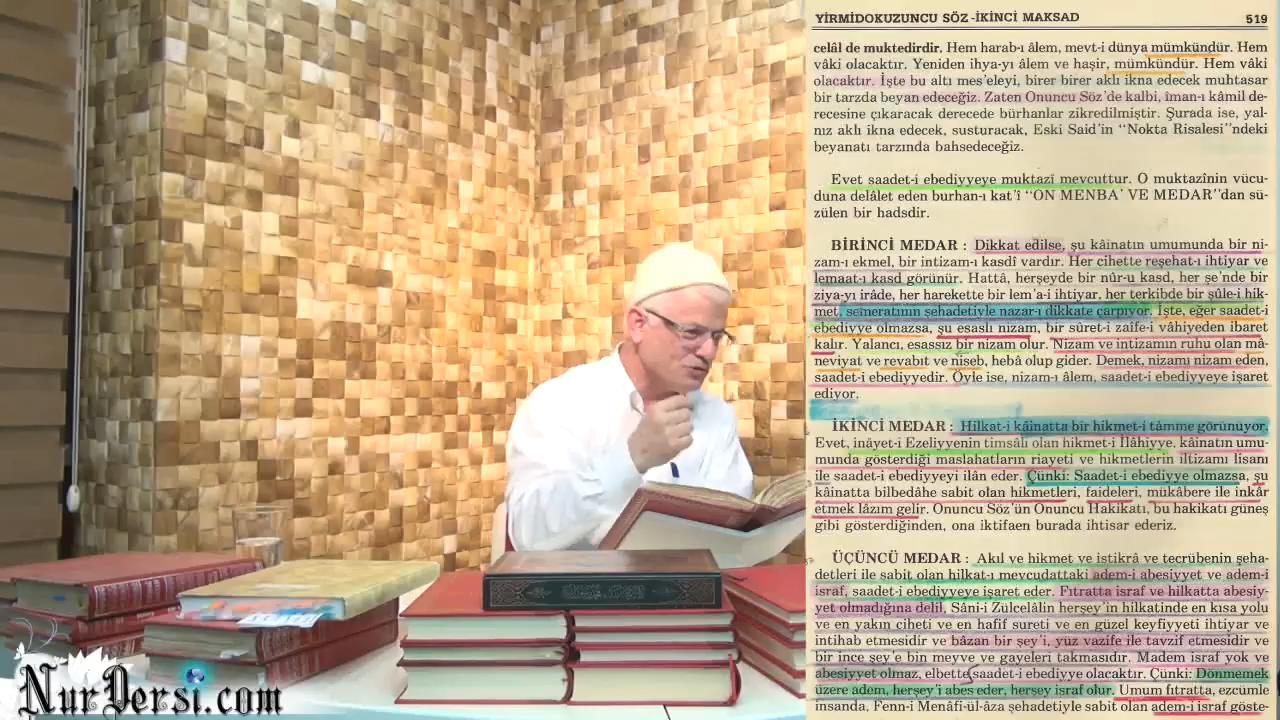 YİRMİDOKUZUNCU SÖZ -İKİNCİ MAKSAD 519
celâl de muktedirdir. Hem harab-ı âlem, mevt-i dünya mümkündür. Hem
vâki olacaktır. Yeniden ihya-yı âlem ve haşir, mümkündür. Hem vâki
olacaktır. İşte bu altı mes'eleyi, birer birer aklı ikna edecek muhtasar
bir tarzda beyan edeceğiz. Zaten Onuncu Söz'de kalbi, îman-ı kâmil de-
recesine çıkaracak derecede bürhanlar zikredilmiştir. Şurada ise, yal-
nız aklı ikna edecek, susturacak, Eski Said'in "Nokta Risalesi"ndeki
beyanatı tarzında bahsedeceğiz.
Evet saadet-i ebediyyeye muktazî mevcuttur. O muktazînin vücu-
duna delâlet eden burhan-ı kat'î "ON MENBA' VE MEDAR"dan sü-
zülen bir hadsdir.
BİRİNCİ MEDAR : Dikkat edilse, şu kâinatın umumunda bir ni-
zam-ı ekmel, bir intizam-ı kasdî vardır. Her cihette reşehat-ı ihtiyar ve
lemaat-ı kasd görünür. Hattâ, herşeyde bir nûr-u kasd, her şe'nde bir
ziya-yı irâde, her harekette bir lem'a-i ihtiyar, her terkibde bir şûle-i hik-
met, semeratının şehadetiyle nazar-ı dikkate çarpıyor. İşte, eğer saadet-i
ebediyye olmazsa, şu esaslı nizam, bir sûret-i zaife-i vâhiyeden ibaret
kalır. Yalancı, esassız bir nizam olur. Nizam ve intizamın ruhu olan mâ-
neviyat ve revabıt ve niseb, hebâ olup gider. Demek, nizamı nizam eden,
saadet-i ebediyyedir. Öyle ise, nizam-ı âlem, saadet-i ebediyyeye işaret
ediyor.
İKİNCİ MEDAR : Hilkat-i kâinatta bir hikmet-i tâmme görünüyor.
Evet, inâyet-i Ezeliyyenin timsâli olan hikmet-i İlâhiyye, kâinatın umu-
munda gösterdiği maslahatların riayeti ve hikmetlerin iltizamı lisanı
ile saadet-i ebediyyeyi ilân eder. Çünki: Saadet-i ebediyye olmazsa, şu
kâinatta bilbedâhe sabit olan hikmetleri, faideleri, mükâbere ile inkâr
etmek lâzım gelir. Onuncu Söz'ün Onuncu Hakikatı, bu hakikatı güneş
gibi gösterdiğinden, ona iktifaen burada ihtisar ederiz.
ÜÇÜNCÜ MEDAR : Akıl ve hikmet ve istikrâ ve tecrübenin şeha-
detleri ile sabit olan hilkat-ı mevcudattaki adem-i abesiyyet ve adem-i
israf, saadet-i ebediyyeye işaret eder. Fıtratta israf ve hilkatta abesiy-
yet olmadığına delil, Sâni-i Zülcelâlin herşey'in hilkatinde en kısa yolu
ve en yakın ciheti ve en hafif sureti ve en güzel keyfiyyeti ihtiyar ve
intihab etmesidir ve bâzan bir şey'i, yüz vazife ile tavzif etmesidir ve
bir ince şey'e bin meyve ve gayeleri takmasıdır. Madem israf yok ve
abesiyyet olmaz, elbette saadet-i ebediyye olacaktır. Çünki: Dönmemek
üzere adem, herşey'i abes eder, herşey israf olur. Umum fıtratta, ezcümle
insanda, Fenn-i Menâfi-ül-âza şehadetiyle sabit olan adem-i israf göste-
NurDersi.com